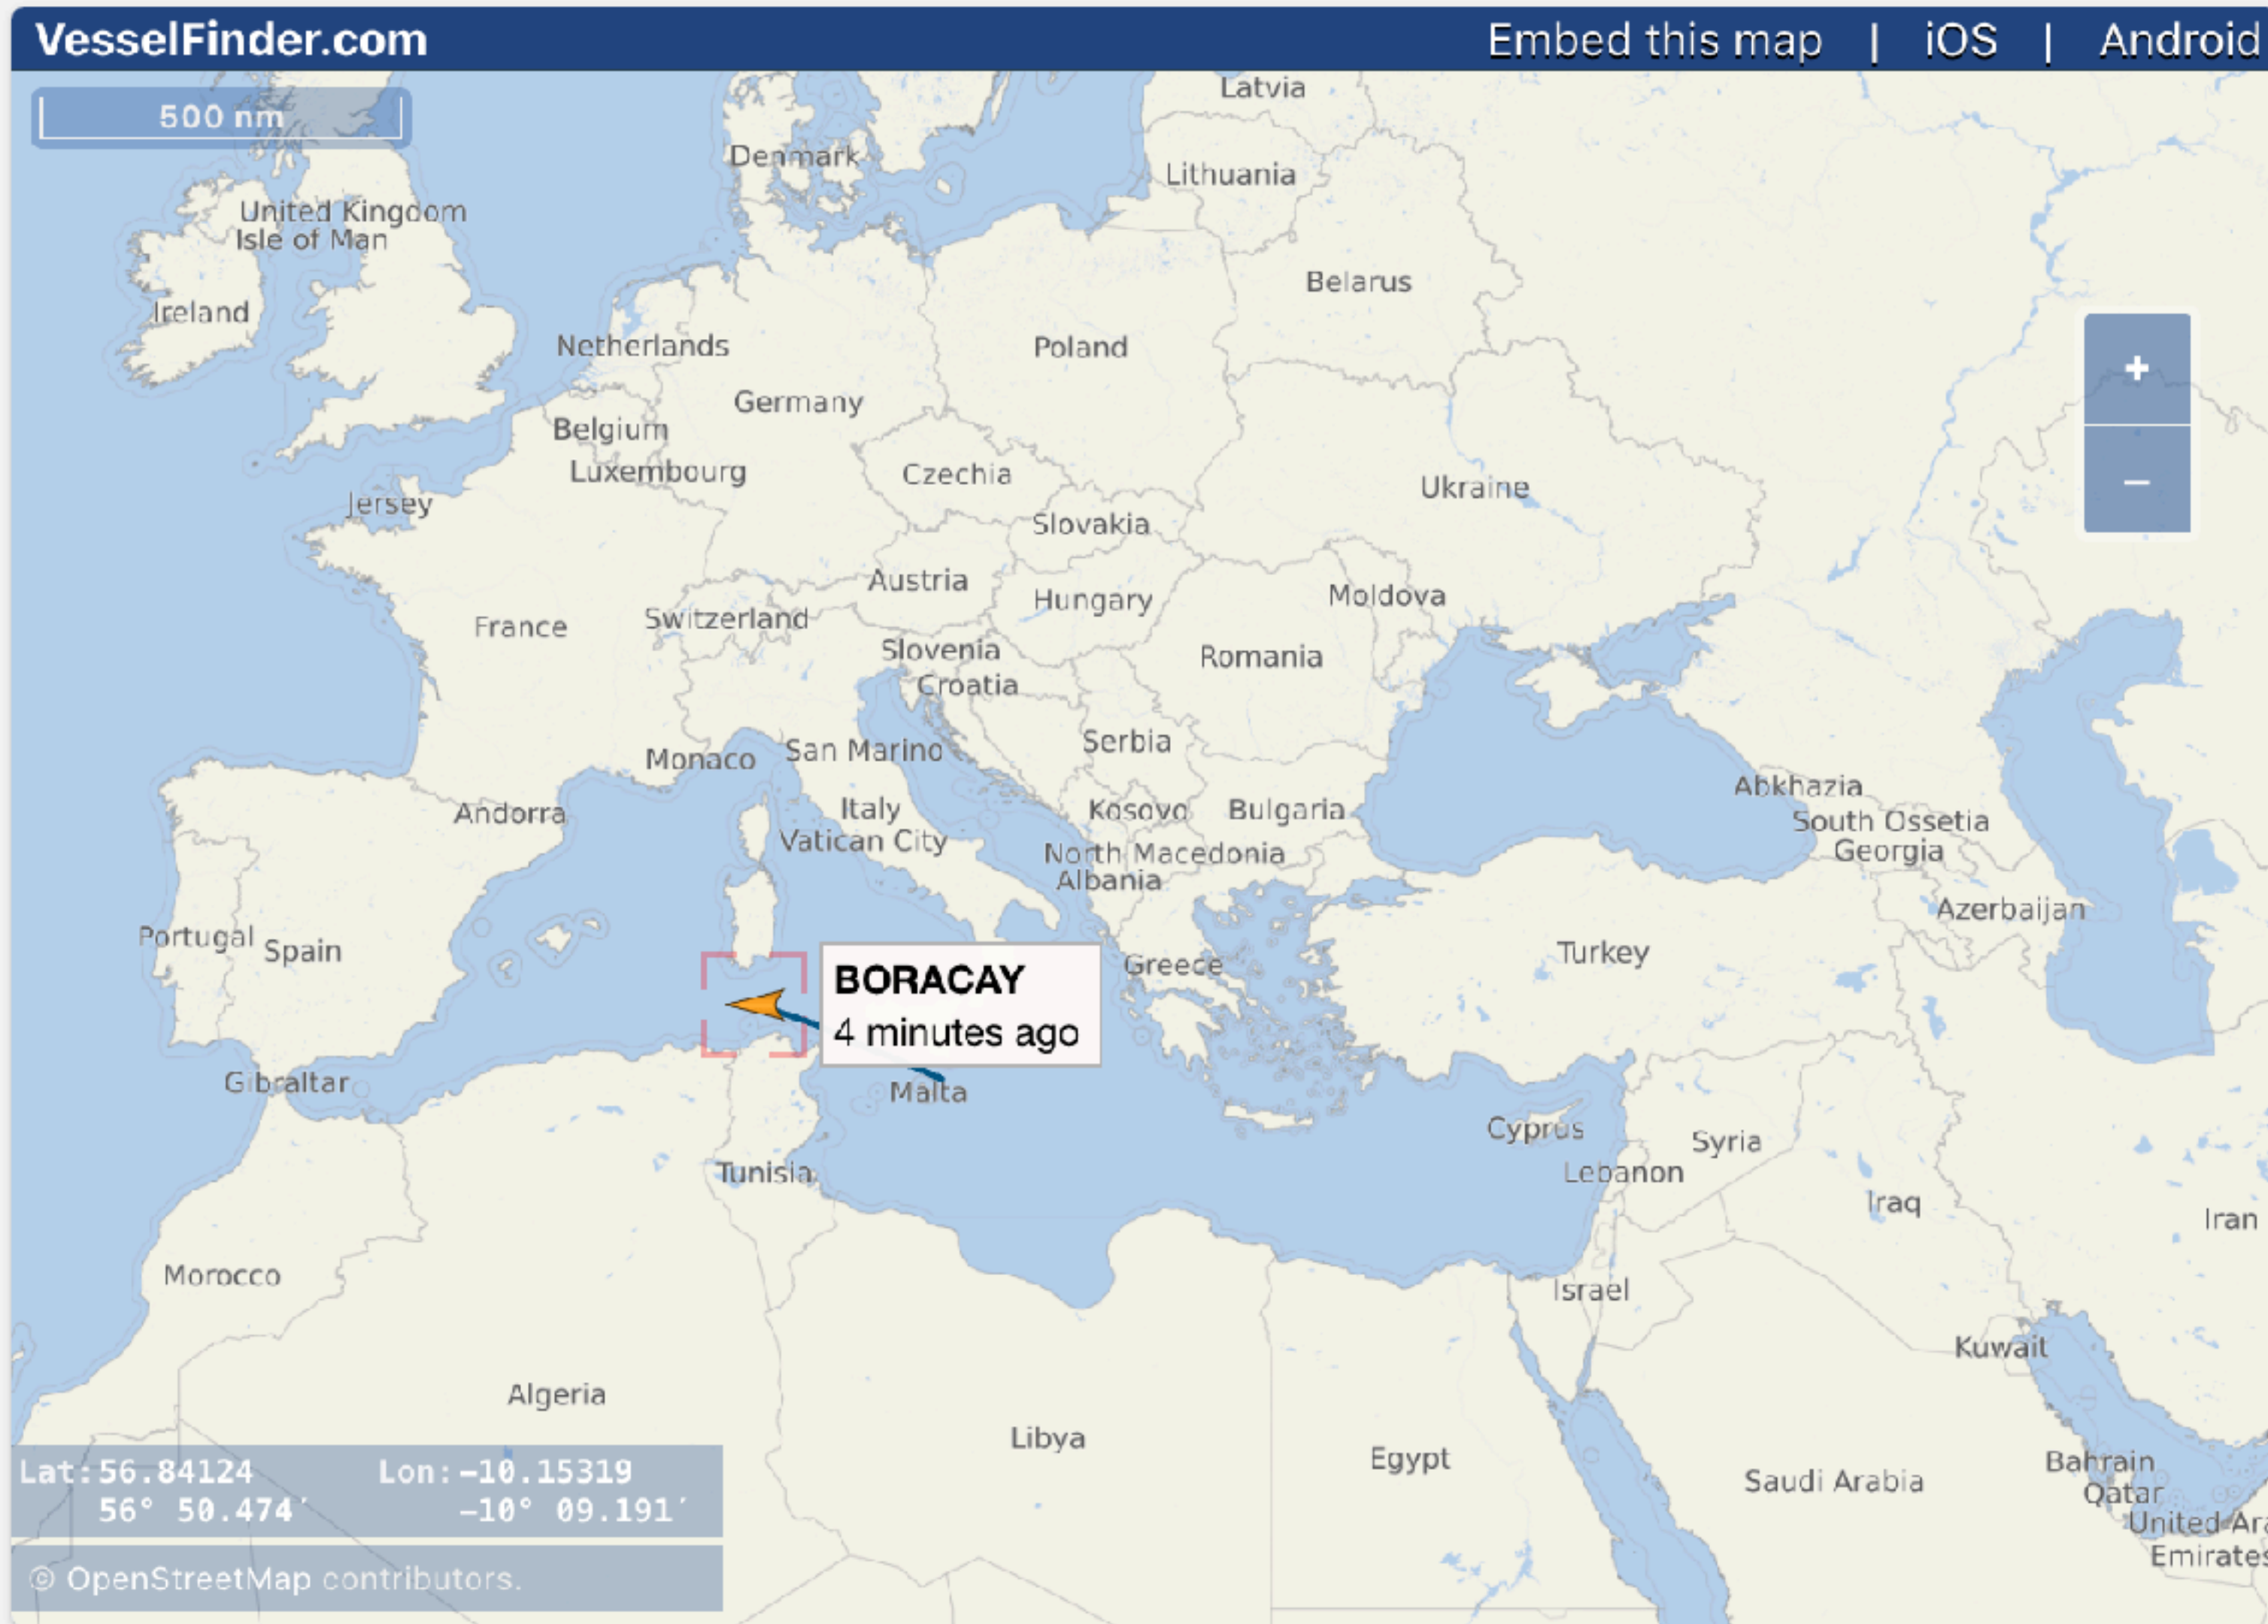 VesselFinder.com
Embed this map | iOS | Android
500 nm
Latvia
Denmark
Lithuania
United Kingdom
Isle of Man
Belarus
Ireland
Netherlands
Poland
Germany
Belgium
Luxembourg
Czechia
Ukraine
Jersey
Slovakia
Austria
Hungary
Moldova
Switzerland
France
Slovenia
Romania
Croatia
Serbia
San Marino
Monaco
Abkhazia
Andorra
Italy
Kosovo
Bulgaria
South Ossetia
Vatican City
North Macedonia
Georgia
Albania
Azerbaijan
Portugal
Spain
Turkey
Greece
BORACAY
4 minutes ago
Gibraltar
Malta
Cyprus
Syria
Tunisia
Lebanon
Iraq
Iran
Morocco
Israel
Kuwait
Algeria
Libya
Egypt
Bahrain
Saudi Arabia
Qatar
United Ara
Emirates
Lat: 56.84124 Lon: -10.15319
56° 50.474′ -10° 09.191′
© OpenStreetMap contributors.
+
−